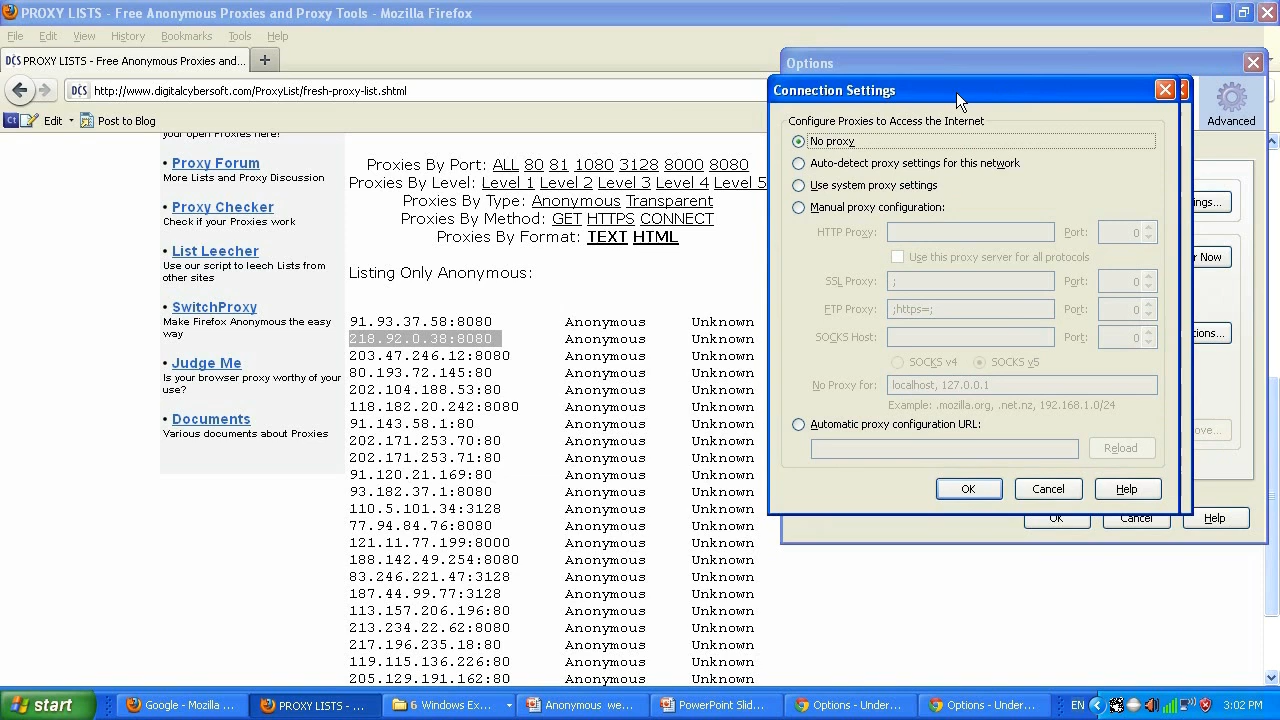 PROXY LISTS - Free Anonymous Proxies and Proxy Tools - Mozilla Firefox
File Edit View History Bookmarks Tools Help
DCS PROXY LISTS - Free Anonymous Proxies and...
DCS http://www.digitalcybersoft.com/ProxyList/fresh-proxy-list.shtml
Ct Edit Post to Blog
your open Proxies here!
• Proxy Forum
More Lists and Proxy Discussion
• Proxy Checker
Check if your Proxies work
• List Leecher
Use our script to leech Lists from
other sites
• SwitchProxy
Make Firefox Anonymous the easy
way
• Judge Me
Is your browser proxy worthy of your
use?
• Documents
Various documents about Proxies
Proxies By Port: ALL 80 81 1080 3128 8000 8080
Proxies By Level: Level 1 Level 2 Level 3 Level 4 Level 5
Proxies By Type: Anonymous Transparent
Proxies By Method: GET HTTPS CONNECT
Proxies By Format: TEXT HTML
Listing Only Anonymous:
91.93.37.58:8080 Anonymous Unknown
218.92.0.38:8080 Anonymous Unknown
203.47.246.12:8080 Anonymous Unknown
80.193.72.145:80 Anonymous Unknown
202.104.188.53:80 Anonymous Unknown
118.182.20.242:8080 Anonymous Unknown
91.143.58.1:80 Anonymous Unknown
202.171.253.70:80 Anonymous Unknown
202.171.253.71:80 Anonymous Unknown
91.120.21.169:80 Anonymous Unknown
93.182.37.1:8080 Anonymous Unknown
110.5.101.34:3128 Anonymous Unknown
77.94.84.76:8080 Anonymous Unknown
121.11.77.199:8000 Anonymous Unknown
188.142.49.254:8080 Anonymous Unknown
83.246.221.47:3128 Anonymous Unknown
187.44.99.77:3128 Anonymous Unknown
113.157.206.196:80 Anonymous Unknown
213.234.22.62:8080 Anonymous Unknown
217.196.235.18:80 Anonymous Unknown
119.115.136.226:80 Anonymous Unknown
205.129.191.162:80 Anonymous Unknown
Options
Advanced
ngs...
r Now
ons...
ove...
OK Cancel Help
Connection Settings
Configure Proxies to Access the Internet
No proxy
Auto-detect proxy settings for this network
Use system proxy settings
Manual proxy configuration:
HTTP Proxy: Port: 0
Use this proxy server for all protocols
SSL Proxy: ; Port: 0
FTP Proxy: ;https=; Port: 0
SOCKS Host: Port: 0
SOCKS v4 SOCKS v5
No Proxy for: localhost, 127.0.0.1
Example: .mozilla.org, .net.nz, 192.168.1.0/24
Automatic proxy configuration URL:
Reload
OK Cancel Help
start Google - Mozilla ... PROXY LISTS - ... 6 Windows Ex... Anonymous we... PowerPoint Slid... Options - Under... Options - Under... EN 3:02 PM